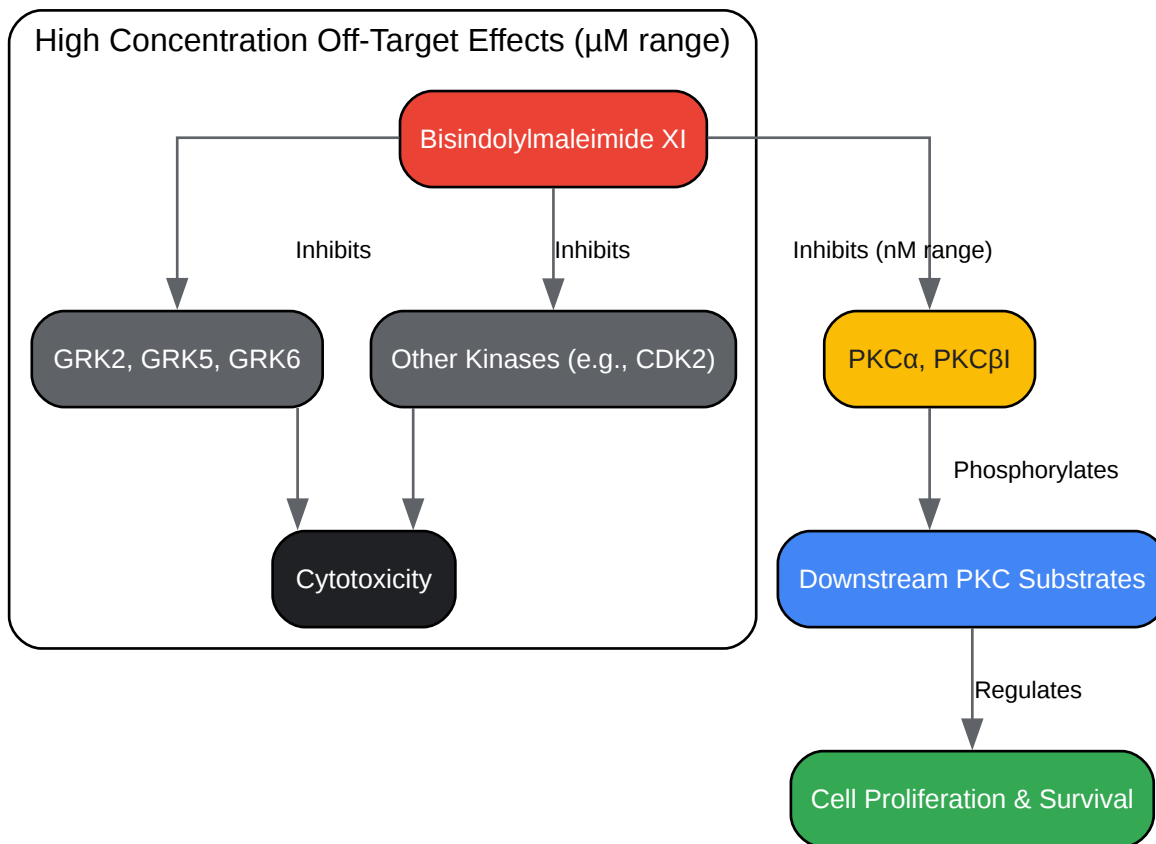 High Concentration Off-Target Effects (µM range)
Bisindolylmaleimide XI
Inhibits
Inhibits
Inhibits (nM range)
GRK2, GRK5, GRK6
Other Kinases (e.g., CDK2)
PKCα, PKCβI
Phosphorylates
Cytotoxicity
Downstream PKC Substrates
Regulates
Cell Proliferation & Survival